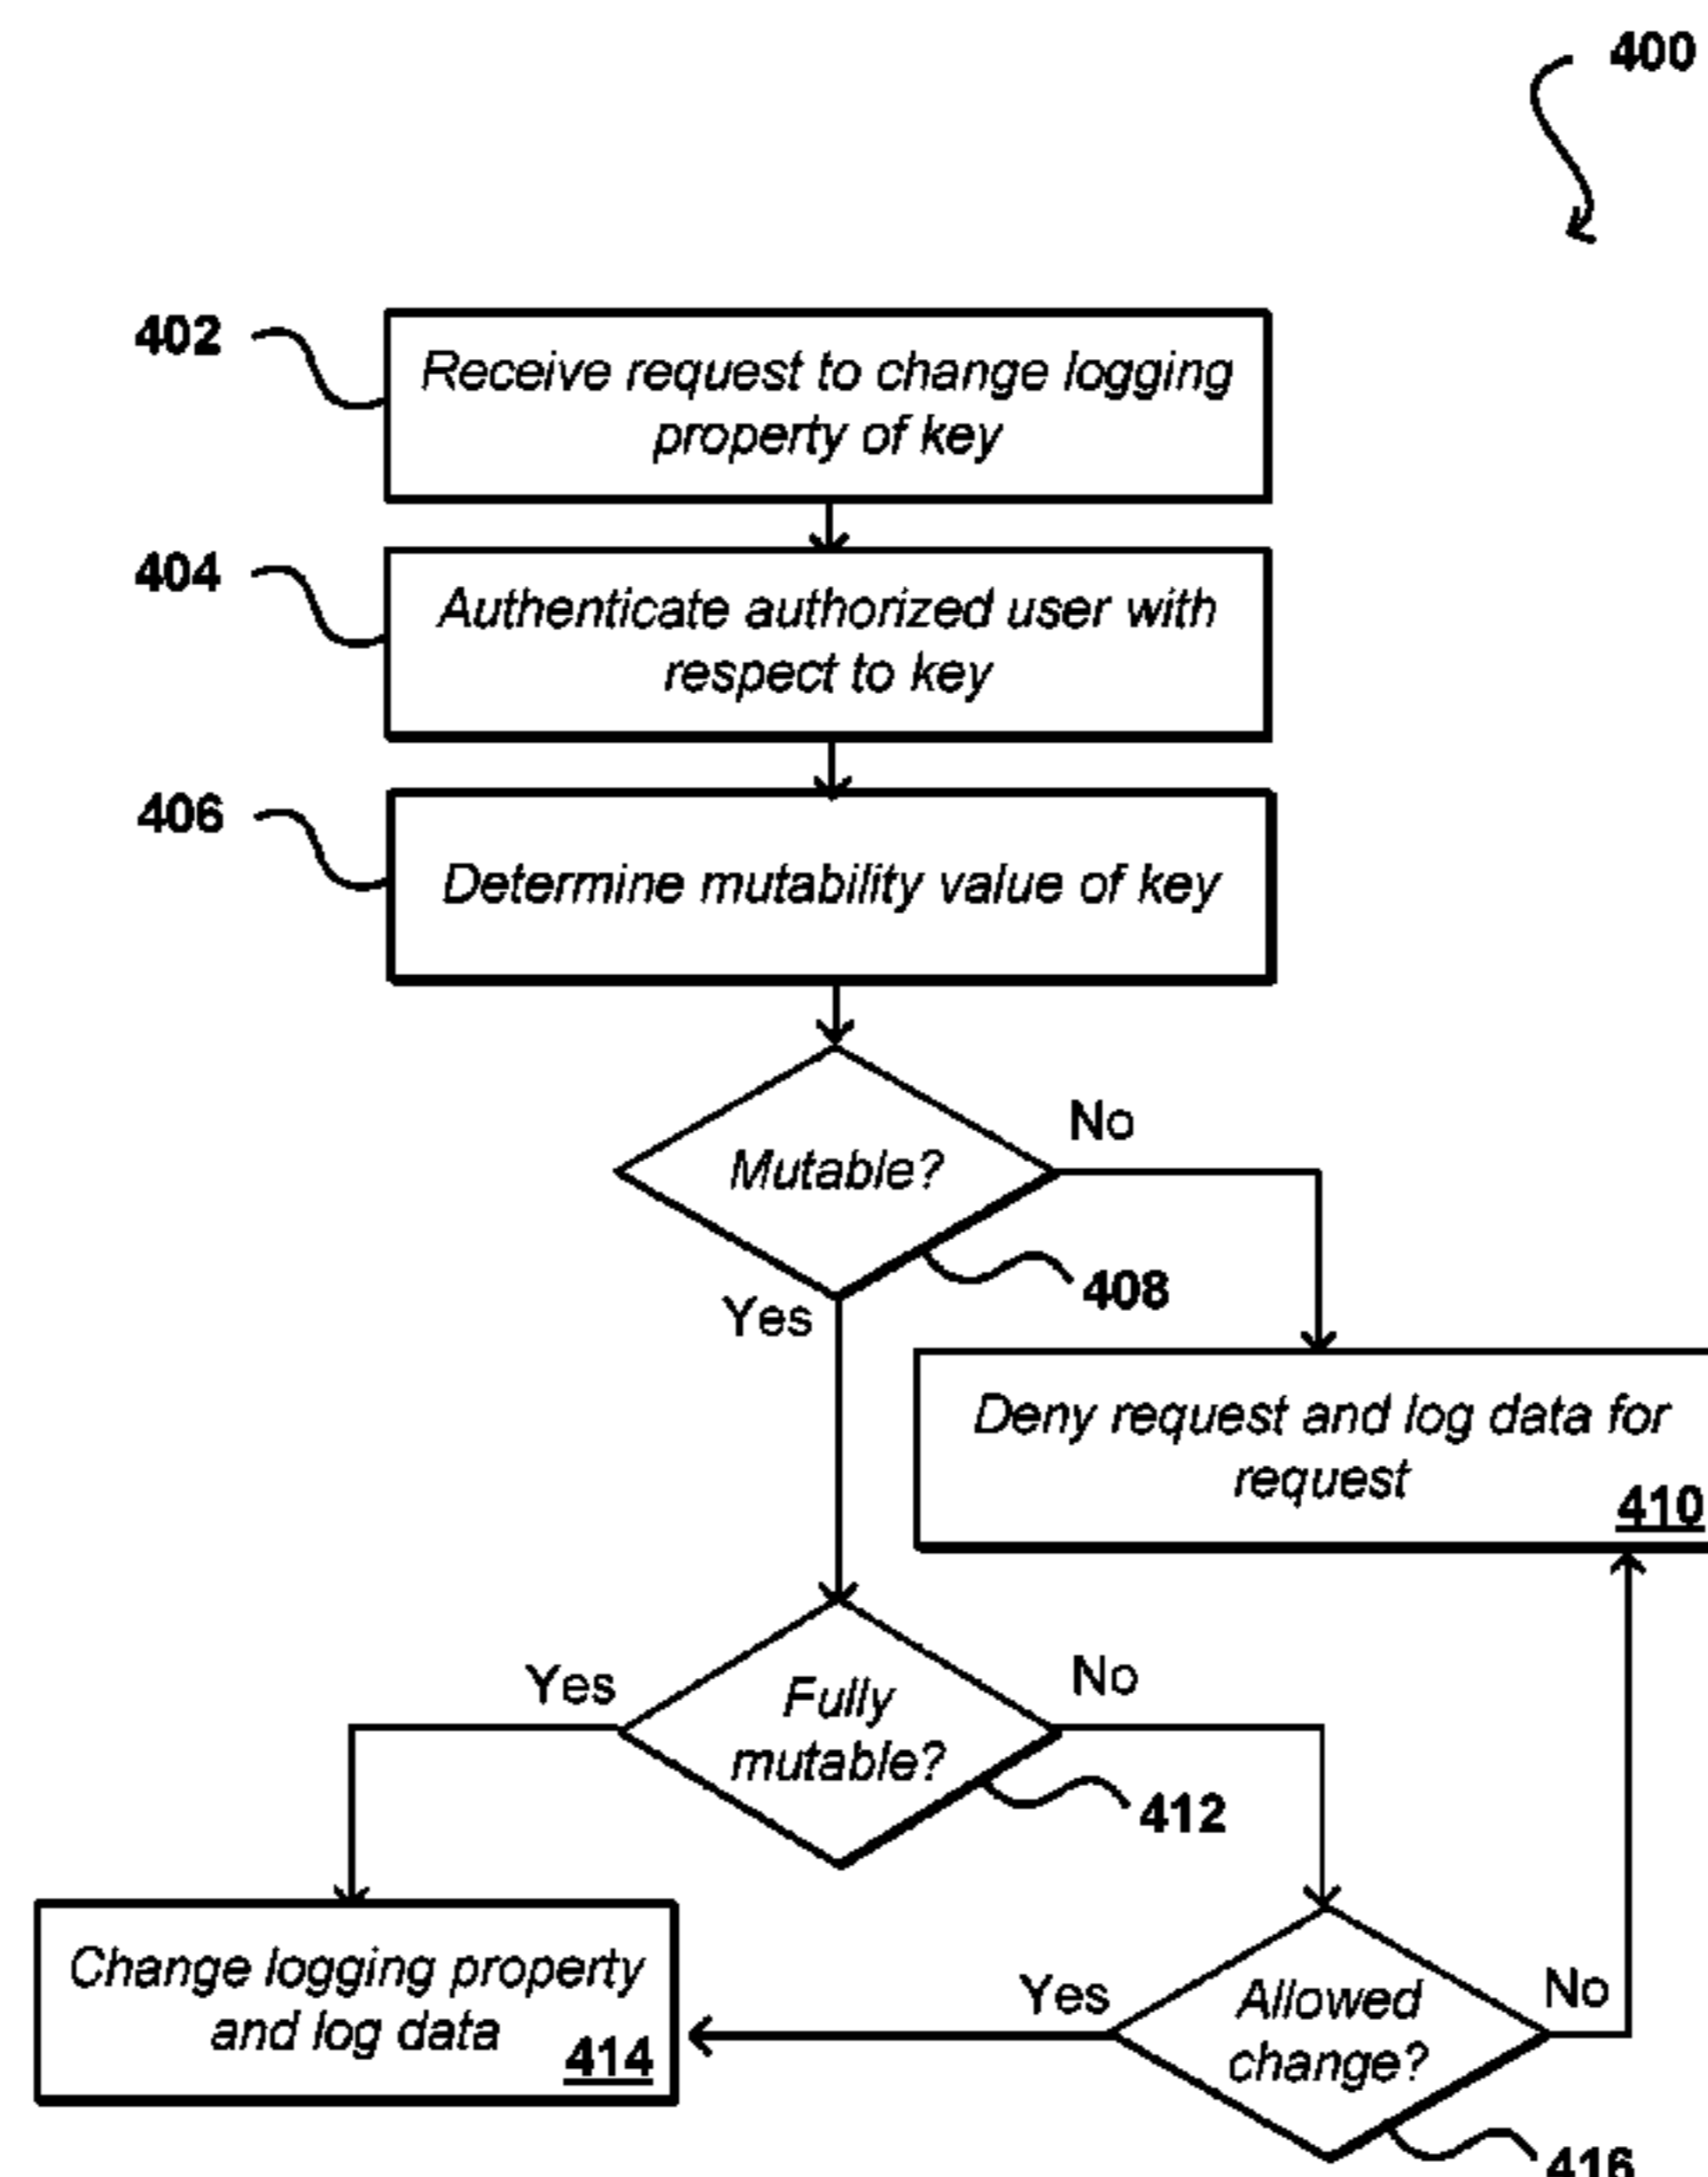 400
402
Receive request to change logging
property of key
404
Authenticate authorized user with
respect to key
406
Determine mutability value of key
Mutable?
No
408
Yes
Deny request and log data for
request
410
Yes
Fully
mutable?
No
412
Change logging property
and log data
414
Yes
Allowed
change?
No
416